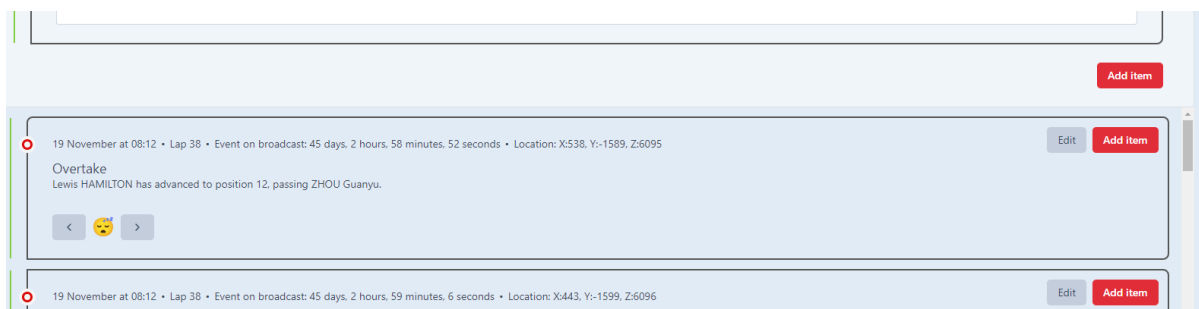 Add item
19 November at 08:12 • Lap 38 • Event on broadcast: 45 days, 2 hours, 58 minutes, 52 seconds • Location: X:538, Y:-1589, Z:6095
Edit
Add item
Overtake
Lewis HAMILTON has advanced to position 12, passing ZHOU Guanyu.
19 November at 08:12 • Lap 38 • Event on broadcast: 45 days, 2 hours, 59 minutes, 6 seconds • Location: X:443, Y:-1599, Z:6096
Edit
Add item